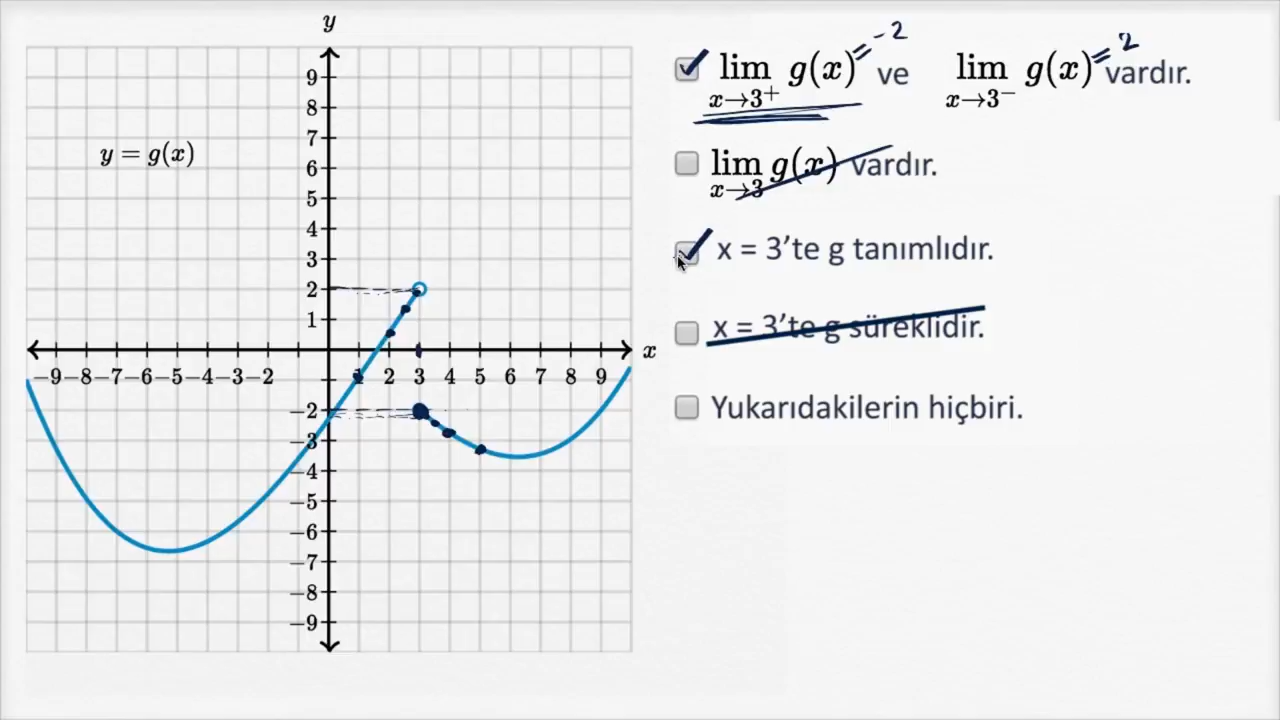 y
9
8
7
6
5
4
3
2
1
y = g(x)
x
−9 −8 −7 −6 −5 −4 −3 −2 1 2 3 4 5 6 7 8 9
−2
−3
−4
−5
−6
−7
−8
−9
lim x→3⁺ g(x) = -2 ve lim x→3⁻ g(x) = 2 vardır.
lim x→3 g(x) vardır.
x = 3’te g tanımlıdır.
x = 3’te g süreklidir.
Yukarıdakilerin hiçbiri.